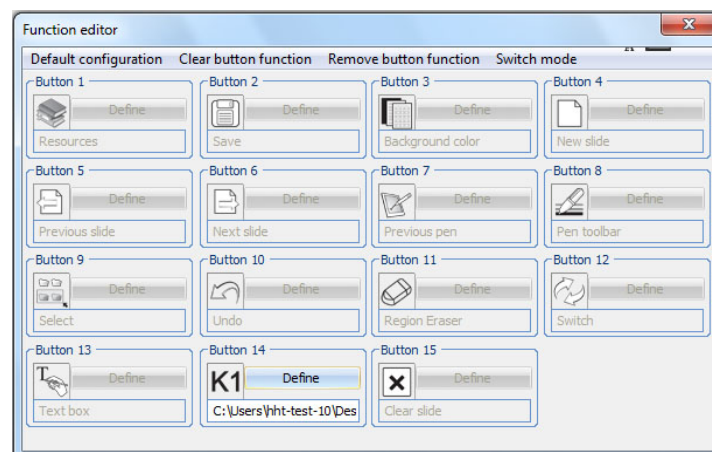 Function editor
Default configuration Clear button function Remove button function Switch mode
Button 1 Button 2 Button 3 Button 4
Define Define Define Define
Resources Save Background color New slide
Button 5 Button 6 Button 7 Button 8
Define Define Define Define
Previous slide Next slide Previous pen Pen toolbar
Button 9 Button 10 Button 11 Button 12
Define Define Define Define
Select Undo Region Eraser Switch
Button 13 Button 14 Button 15
T Define K1 Define Define
Text box C:\Users\hht-test-10\Des Clear slide